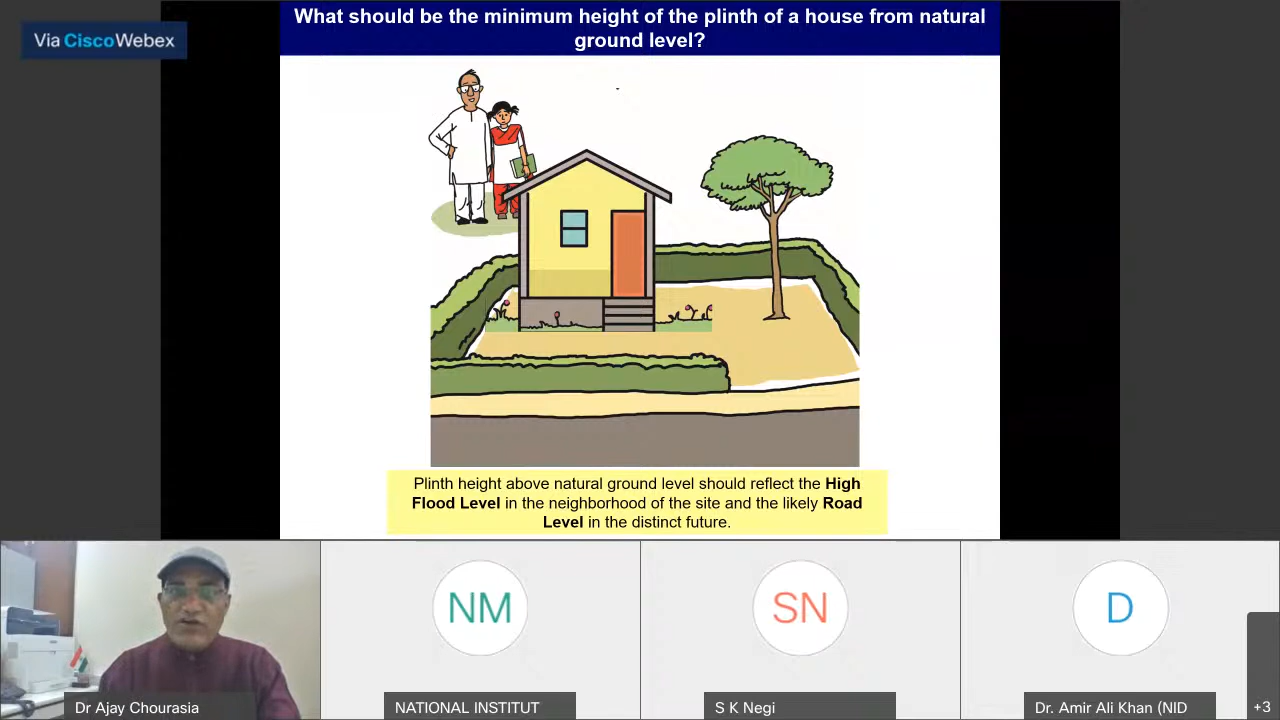 Via Cisco Webex
What should be the minimum height of the plinth of a house from natural
ground level?
Plinth height above natural ground level should reflect the High
Flood Level in the neighborhood of the site and the likely Road
Level in the distinct future.
NM
SN
D
Dr Ajay Chourasia
NATIONAL INSTITUT
S K Negi
Dr. Amir Ali Khan (NID
+3